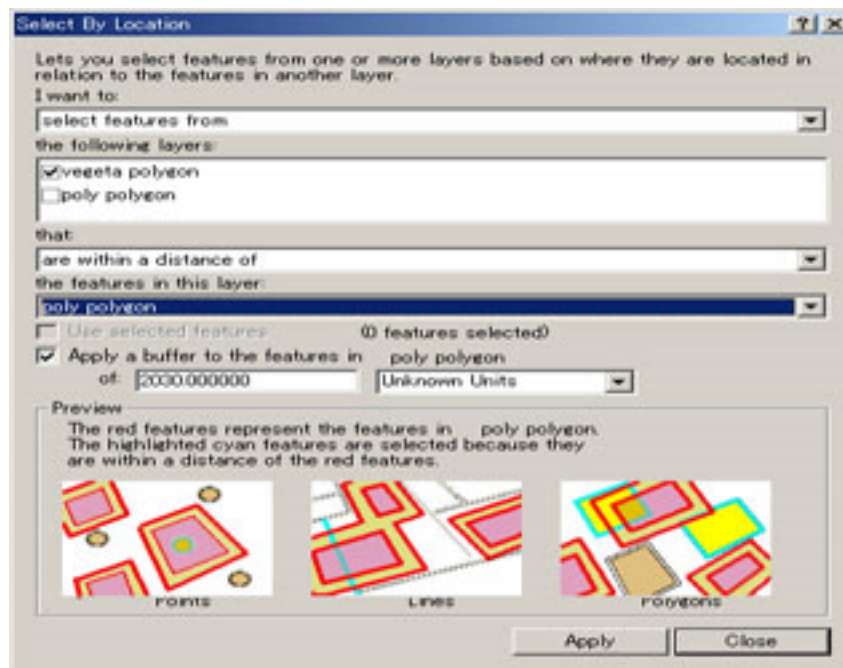 Select By Location
Lets you select features from one or more layers based on where they are located in
relation to the features in another layer.
I want to:
select features from
the following layers:
vegeta polygon
poly polygon
that:
are within a distance of
the features in this layer:
poly polygon
Use selected features (0 features selected)
Apply a buffer to the features in poly polygon
of: 2030.000000 Unknown Units
Preview
The red features represent the features in poly polygon.
The highlighted cyan features are selected because they
are within a distance of the red features.
Points Lines Polygons
Apply Close